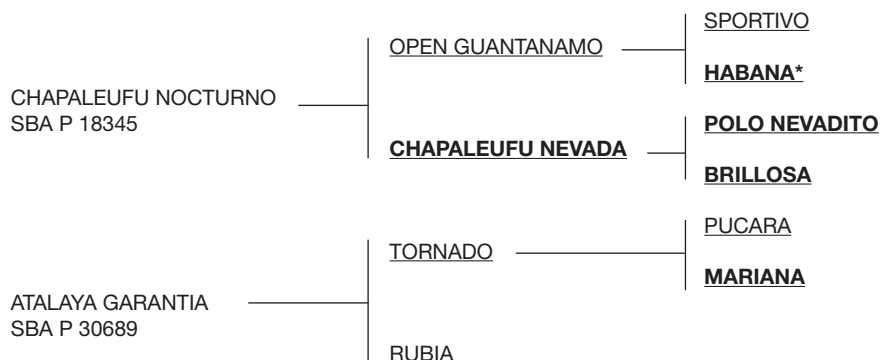 SPORTIVO
OPEN GUANTANAMO
HABANA*
CHAPALEUFU NOCTURNO
SBA P 18345
POLO NEVADITO
CHAPALEUFU NEVADA
BRILLOSA
PUCARA
TORNADO
MARIANA
ATALAYA GARANTIA
SBA P 30689
RUBIA